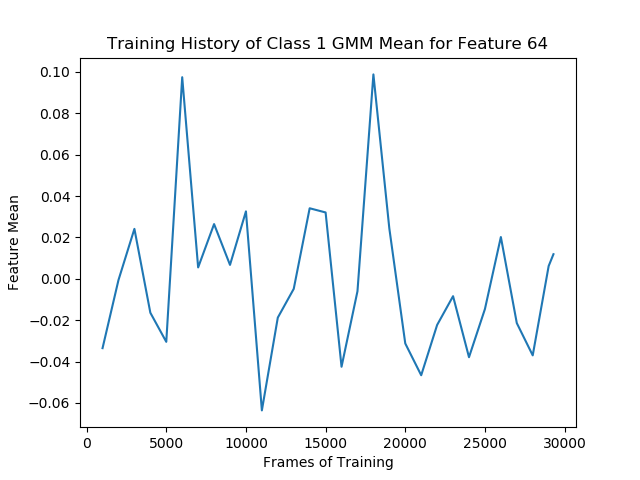 Training History of Class 1 GMM Mean for Feature 64
0.10
0.08
0.06
0.04
0.02
0.00
−0.02
−0.04
−0.06
Feature Mean
0 5000 10000 15000 20000 25000 30000
Frames of Training